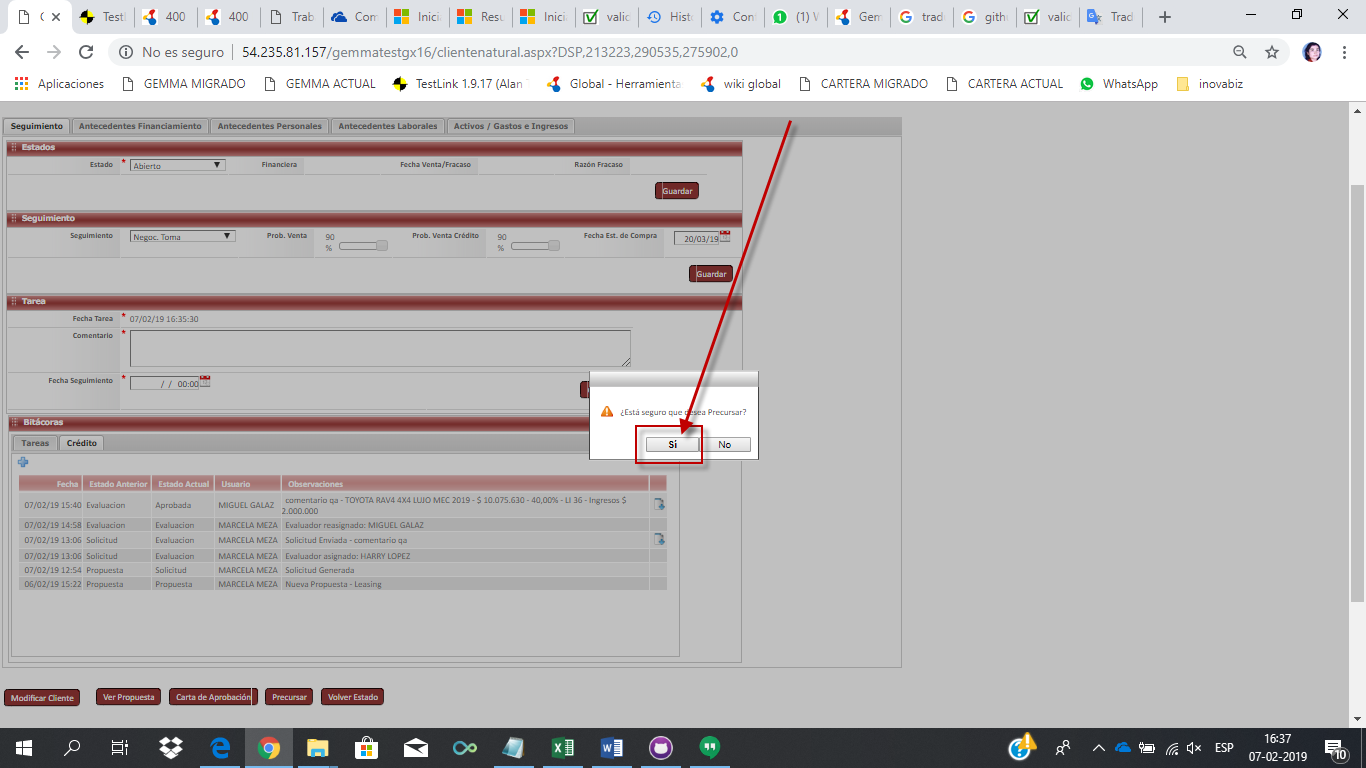 C
TestL
400
400
Trab
Com
Inici
Resu
Inici
valid
Histo
Con
(1) W
Gem
tradu
githu
valid
Trad
No es seguro | 54.235.81.157/gemmatestgx16/clientenatural.aspx?DSP,213223,290535,275902,0
Aplicaciones GEMMA MIGRADO GEMMA ACTUAL TestLink 1.9.17 (Alan Global - Herramienta wiki global CARTERA MIGRADO CARTERA ACTUAL WhatsApp inovabiz
Seguimiento Antecedentes Financiamiento Antecedentes Personales Antecedentes Laborales Activos / Gastos e Ingresos
Estados
Estado * Abierto Financiera Fecha Venta/Fracaso Razón Fracaso
Guardar
Seguimiento
Seguimiento Negoc. Toma Prob. Venta 90 % Prob. Venta Crédito 90 % Fecha Est. de Compra 20/03/19
Guardar
Tarea
Fecha Tarea * 07/02/19 16:35:30
Comentario *
Fecha Seguimiento * / / 00:00
¿Está seguro que desea Precursar?
Si No
Bitácoras
Tareas Crédito
Fecha Estado Anterior Estado Actual Usuario Observaciones
07/02/19 15:40 Evaluacion Aprobada MIGUEL GALAZ comentario qa - TOYOTA RAV4 4X4 LUJO MEC 2019 - $ 10.075.630 - 40,00% - LI 36 - Ingresos $
2.000.000
07/02/19 14:58 Evaluacion Evaluacion MARCELA MEZA Evaluador reasignado: MIGUEL GALAZ
07/02/19 13:06 Solicitud Evaluacion MARCELA MEZA Solicitud Enviada - comentario qa
07/02/19 13:06 Solicitud Evaluacion MARCELA MEZA Evaluador asignado: HARRY LOPEZ
07/02/19 12:54 Propuesta Solicitud MARCELA MEZA Solicitud Generada
06/02/19 15:22 Propuesta Propuesta MARCELA MEZA Nueva Propuesta - Leasing
Modificar Cliente Ver Propuesta Carta de Aprobación Precursar Volver Estado
ESP
16:37
07-02-2019
10